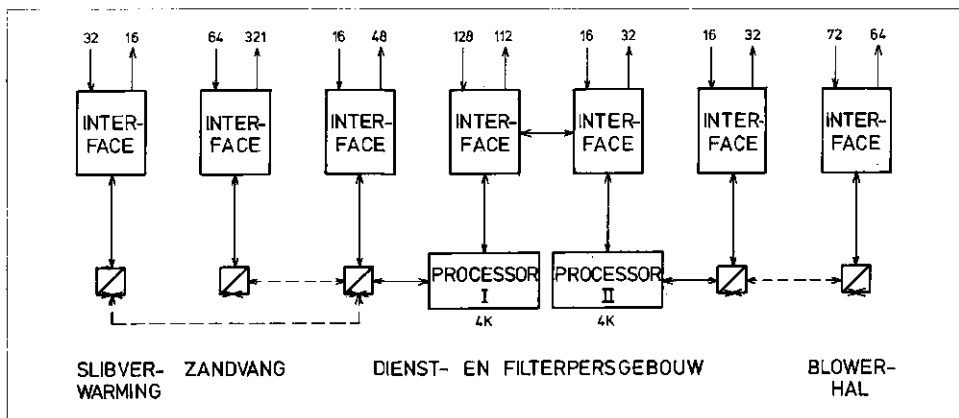 32 16 64 321 16 48 128 112 16 32 16 32 72 64
INTER- INTER- INTER- INTER- INTER- INTER- INTER-
FACE FACE FACE FACE FACE FACE FACE
PROCESSOR PROCESSOR
I II
4K 4K
SLIBVER- ZANDVANG DIENST- EN FILTERPERSGEBOUW BLOWER-
WARMING HAL